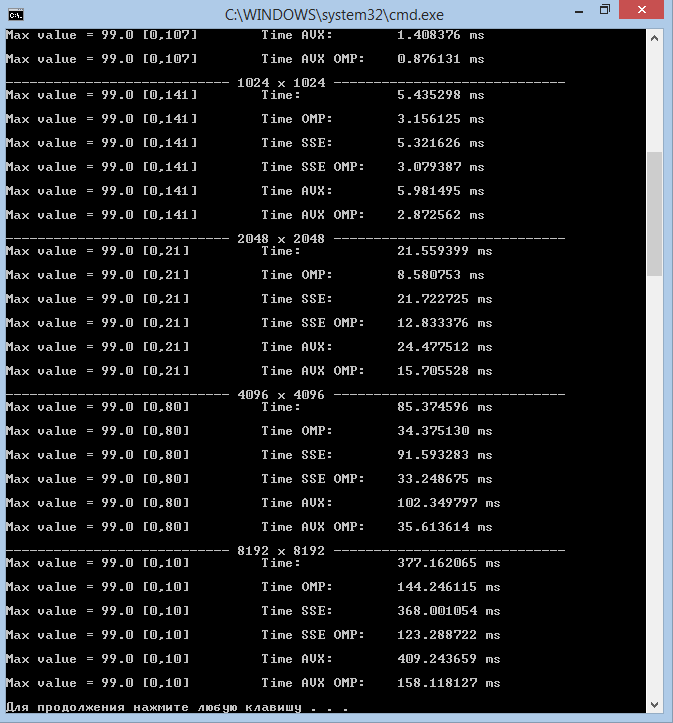 C:\WINDOWS\system32\cmd.exe
Max value = 99.0 [0,107] Time AVX: 1.408376 ms
Max value = 99.0 [0,107] Time AVX OMP: 0.876131 ms
---------------------------- 1024 x 1024 -----------------------------
Max value = 99.0 [0,141] Time: 5.435298 ms
Max value = 99.0 [0,141] Time OMP: 3.156125 ms
Max value = 99.0 [0,141] Time SSE: 5.321626 ms
Max value = 99.0 [0,141] Time SSE OMP: 3.079387 ms
Max value = 99.0 [0,141] Time AVX: 5.981495 ms
Max value = 99.0 [0,141] Time AVX OMP: 2.872562 ms
---------------------------- 2048 x 2048 -----------------------------
Max value = 99.0 [0,21] Time: 21.559399 ms
Max value = 99.0 [0,21] Time OMP: 8.580753 ms
Max value = 99.0 [0,21] Time SSE: 21.722725 ms
Max value = 99.0 [0,21] Time SSE OMP: 12.833376 ms
Max value = 99.0 [0,21] Time AVX: 24.477512 ms
Max value = 99.0 [0,21] Time AVX OMP: 15.705528 ms
---------------------------- 4096 x 4096 -----------------------------
Max value = 99.0 [0,80] Time: 85.374596 ms
Max value = 99.0 [0,80] Time OMP: 34.375130 ms
Max value = 99.0 [0,80] Time SSE: 91.593283 ms
Max value = 99.0 [0,80] Time SSE OMP: 33.248675 ms
Max value = 99.0 [0,80] Time AVX: 102.349797 ms
Max value = 99.0 [0,80] Time AVX OMP: 35.613614 ms
---------------------------- 8192 x 8192 -----------------------------
Max value = 99.0 [0,10] Time: 377.162065 ms
Max value = 99.0 [0,10] Time OMP: 144.246115 ms
Max value = 99.0 [0,10] Time SSE: 368.001054 ms
Max value = 99.0 [0,10] Time SSE OMP: 123.288722 ms
Max value = 99.0 [0,10] Time AVX: 409.243659 ms
Max value = 99.0 [0,10] Time AVX OMP: 158.118127 ms
Для продолжения нажмите любую клавишу . . .